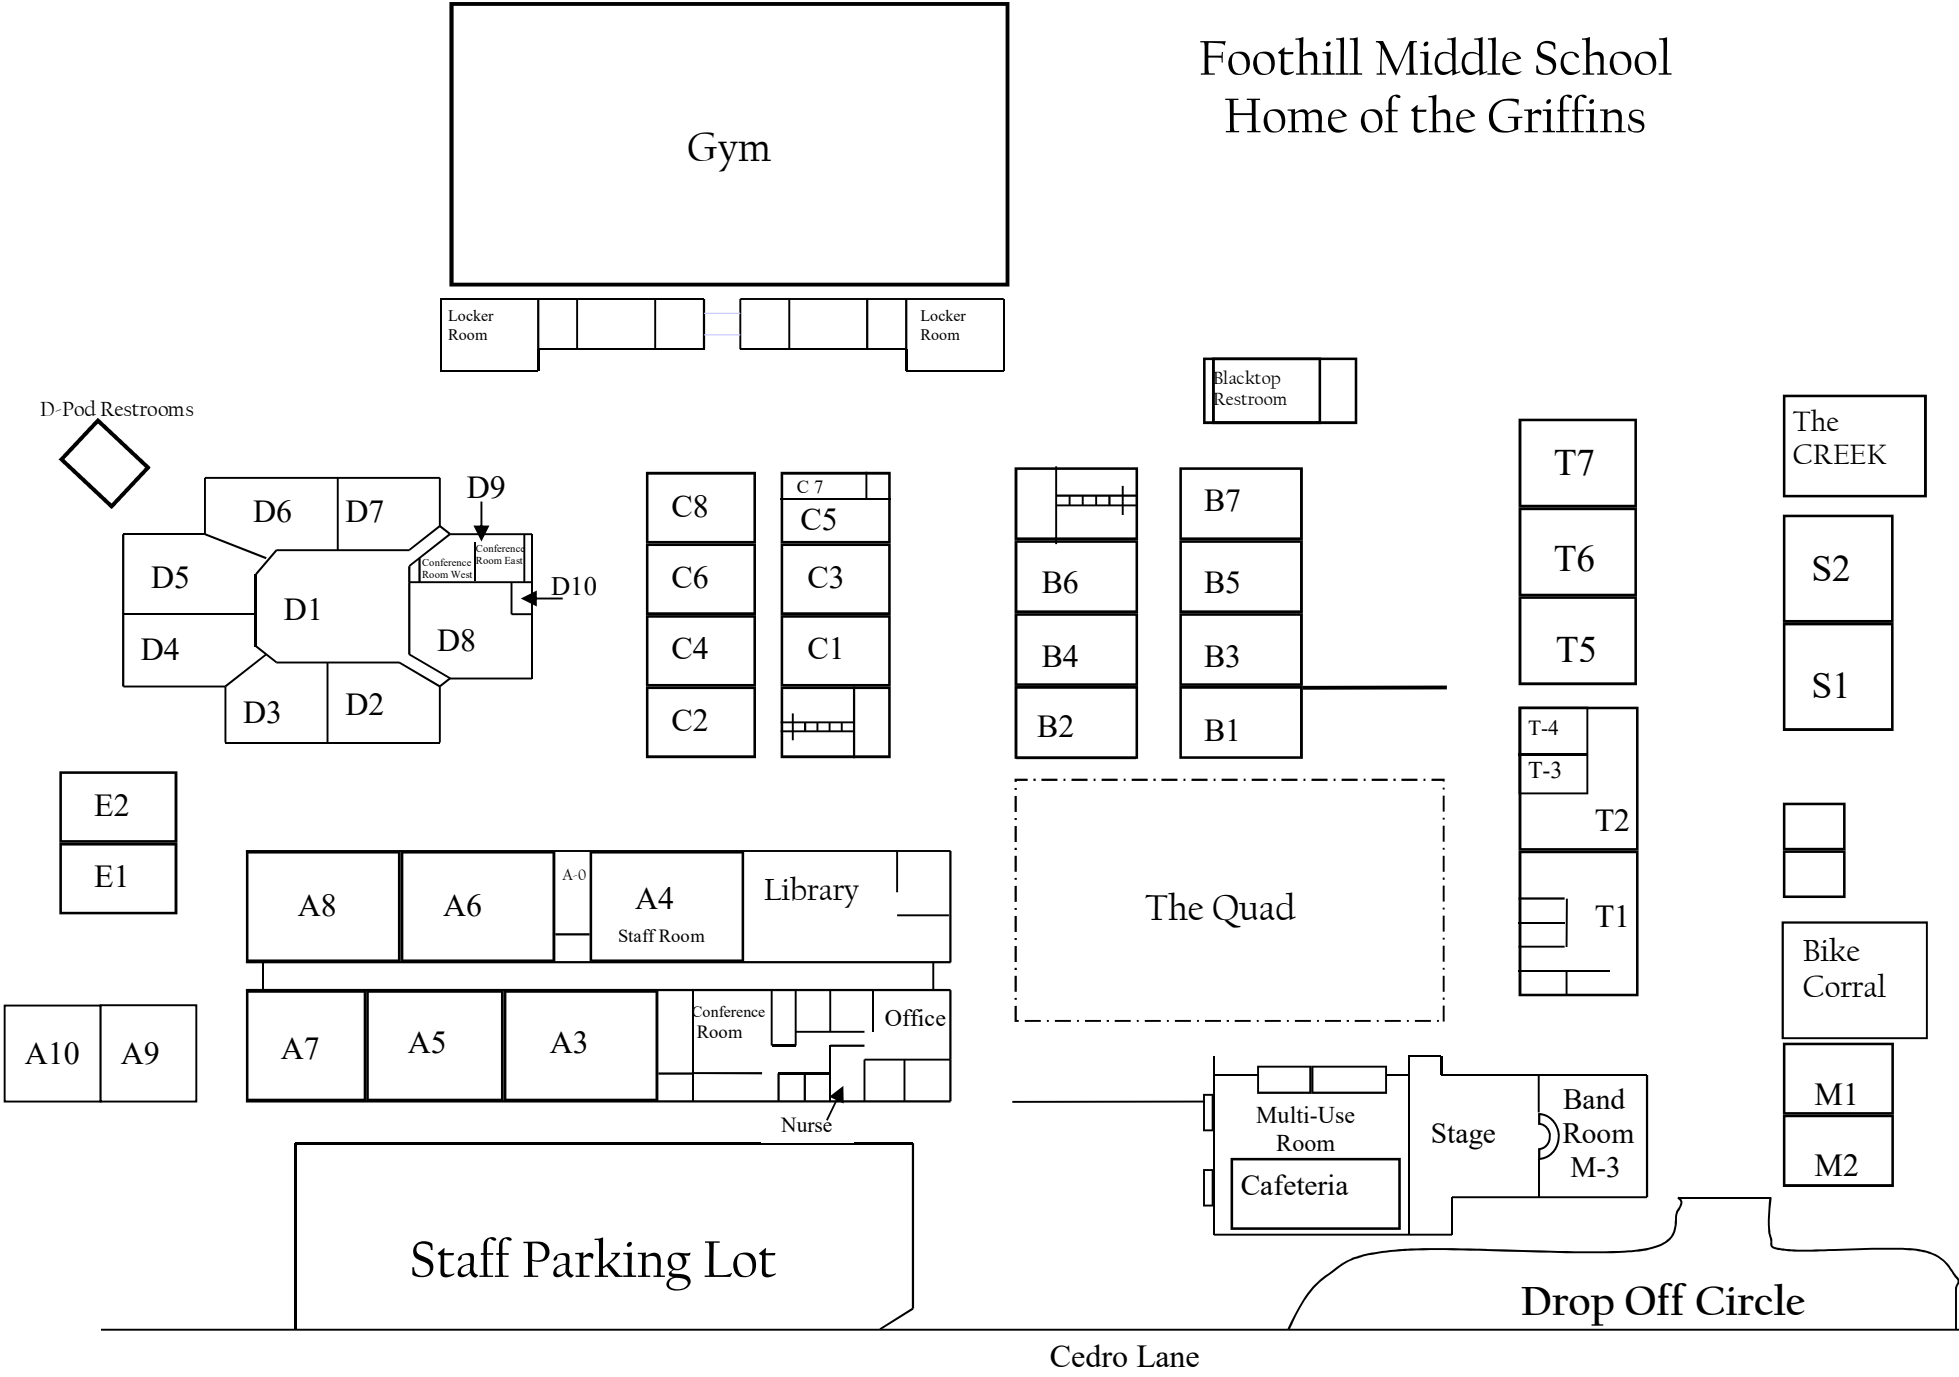 Foothill Middle School
Home of the Griffins
Gym
Locker
Room
Locker
Room
Blacktop
Restroom
D-Pod Restrooms
The
CREEK
D6
D7
D9
D5
D1
Conference
Room West
Conference
Room East
D10
D4
D8
D3
D2
C8
C 7
C5
C6
C3
C4
C1
C2
B7
B6
B5
B4
B3
B2
B1
T7
T6
T5
T-4
T-3
T2
T1
S2
S1
E2
E1
A8
A6
A-0
A4
Staff Room
Library
The Quad
Bike
Corral
A10
A9
A7
A5
A3
Conference
Room
Office
Nurse
Multi-Use
Room
Cafeteria
Stage
Band
Room
M-3
M1
M2
Staff Parking Lot
Drop Off Circle
Cedro Lane